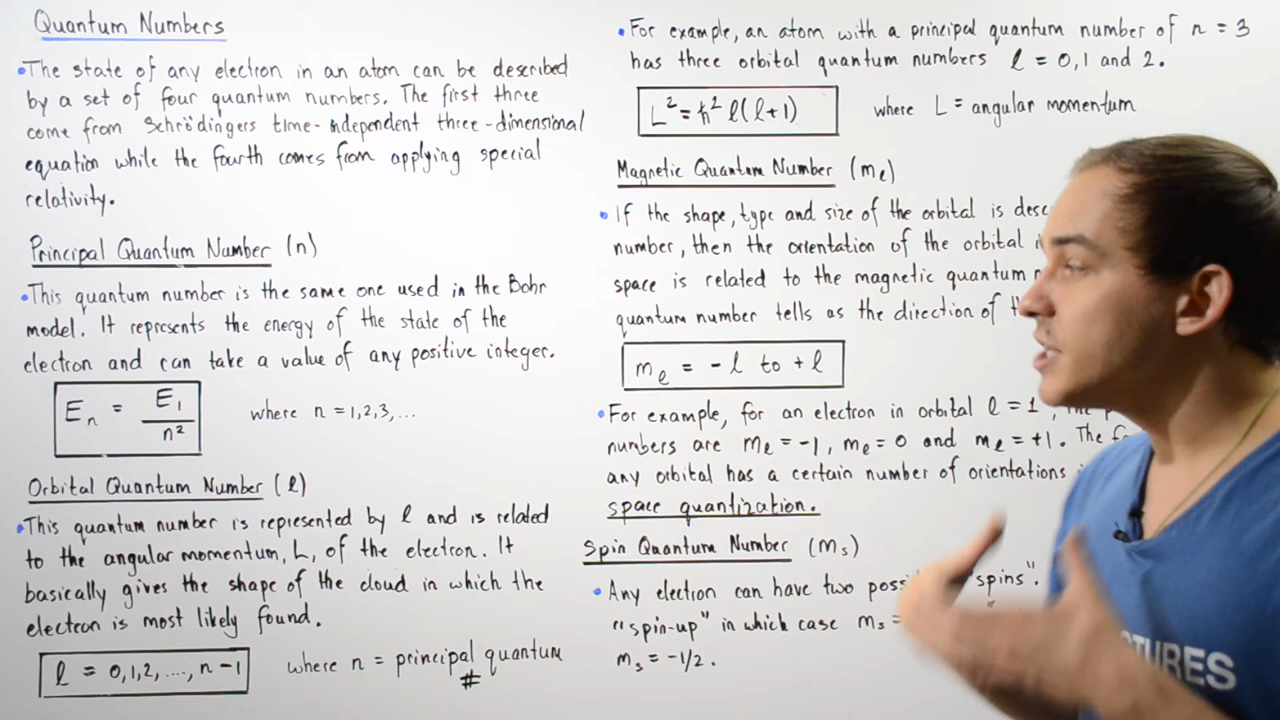 Quantum Numbers
•The state of any electron in an atom can be described
by a set of four quantum numbers. The first three
come from Schrödingers time-independent three-dimensional
equation while the fourth comes from applying special
relativity.
Principal Quantum Number (n)
•This quantum number is the same one used in the Bohr
model. It represents the energy of the state of the
electron and can take a value of any positive integer.
Eₙ = E₁/n² where n = 1,2,3,...
Orbital Quantum Number (ℓ)
•This quantum number is represented by ℓ and is related
to the angular momentum, L, of the electron. It
basically gives the shape of the cloud in which the
electron is most likely found.
ℓ = 0,1,2, ...., n-1 where n = principal quantum
#
•For example, an atom with a principal quantum number of n = 3
has three orbital quantum numbers ℓ = 0,1 and 2.
L² = ħ² ℓ(ℓ+1) where L = angular momentum
Magnetic Quantum Number (mℓ)
•If the shape, type and size of the orbital is
number, then the orientation of the orbital
space is related to the magnetic quantum
quantum number tells as the direction of
mℓ = -ℓ to +ℓ
•For example, for an electron in orbital ℓ = 1,
numbers are mℓ = -1, mℓ = 0 and mℓ = +1. The
any orbital has a certain number of orientations
space quantization.
Spin Quantum Number (ms)
•Any electron can have two "spins".
"spin-up" in which case ms =
ms = -1/2.
TURES